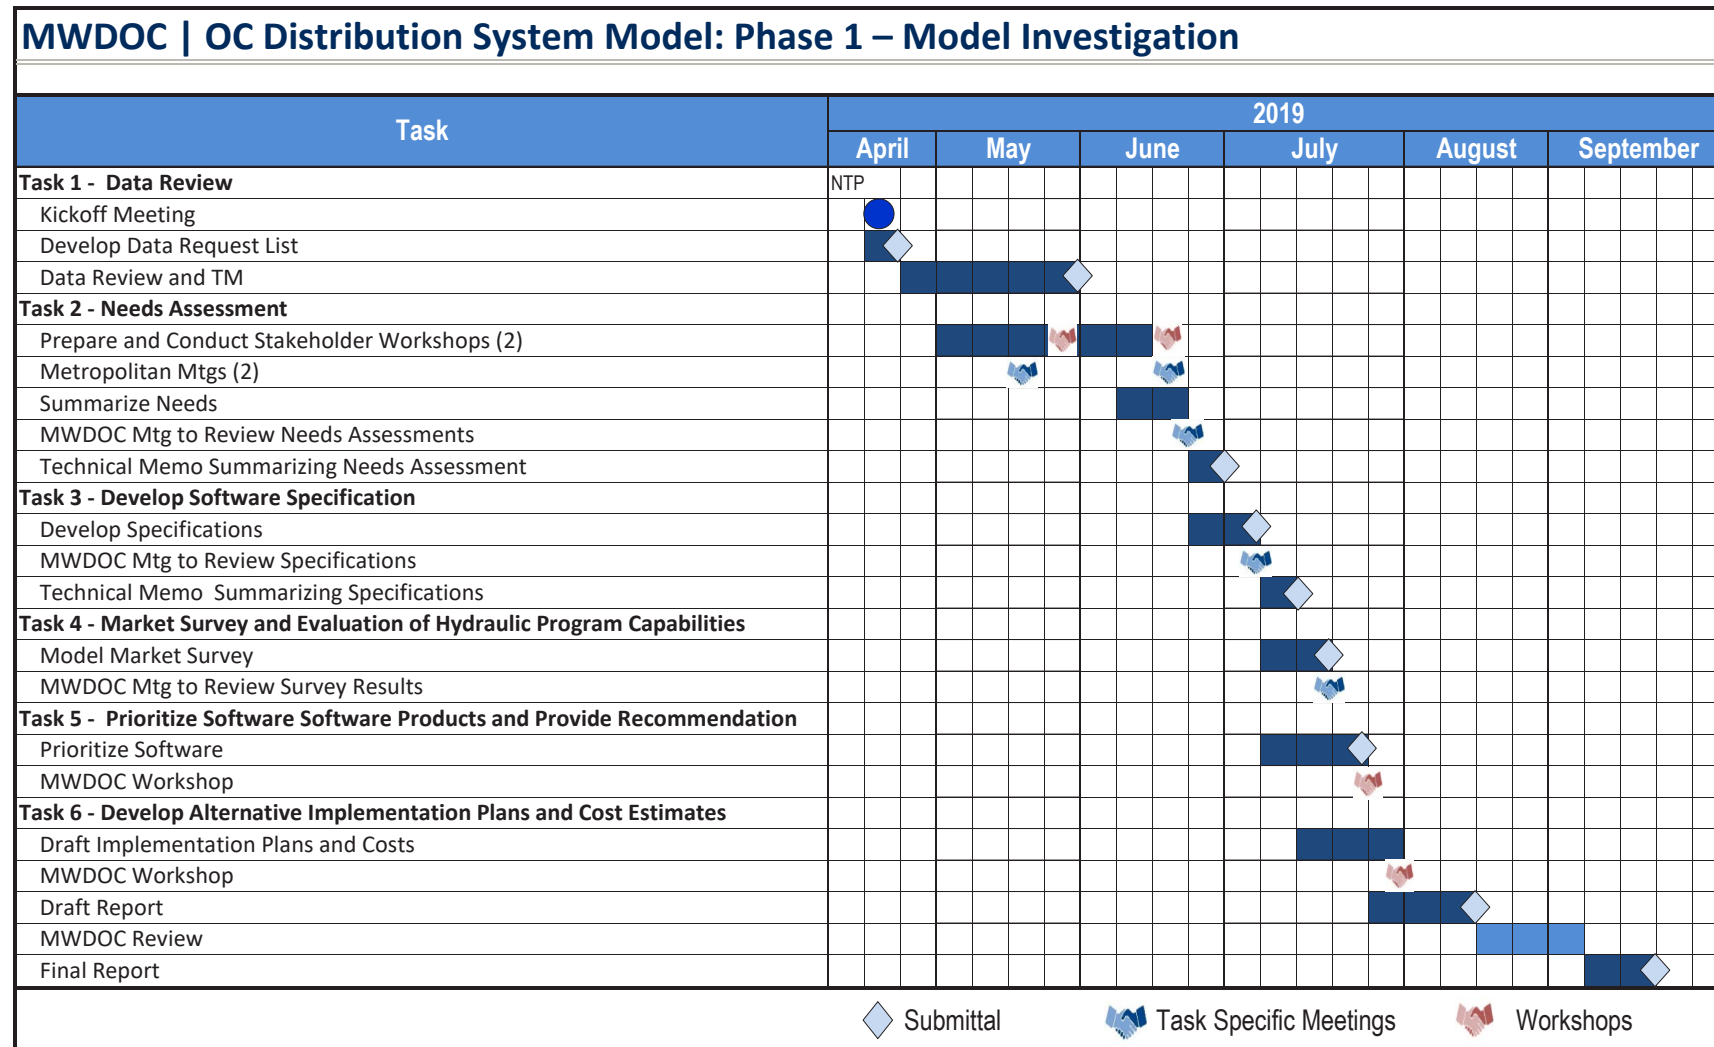 MWDOC | OC Distribution System Model: Phase 1 – Model Investigation
Task
2019
April May June July August September
Task 1 - Data Review NTP
Kickoff Meeting
Develop Data Request List
Data Review and TM
Task 2 - Needs Assessment
Prepare and Conduct Stakeholder Workshops (2)
Metropolitan Mtgs (2)
Summarize Needs
MWDOC Mtg to Review Needs Assessments
Technical Memo Summarizing Needs Assessment
Task 3 - Develop Software Specification
Develop Specifications
MWDOC Mtg to Review Specifications
Technical Memo Summarizing Specifications
Task 4 - Market Survey and Evaluation of Hydraulic Program Capabilities
Model Market Survey
MWDOC Mtg to Review Survey Results
Task 5 - Prioritize Software Software Products and Provide Recommendation
Prioritize Software
MWDOC Workshop
Task 6 - Develop Alternative Implementation Plans and Cost Estimates
Draft Implementation Plans and Costs
MWDOC Workshop
Draft Report
MWDOC Review
Final Report
Submittal Task Specific Meetings Workshops